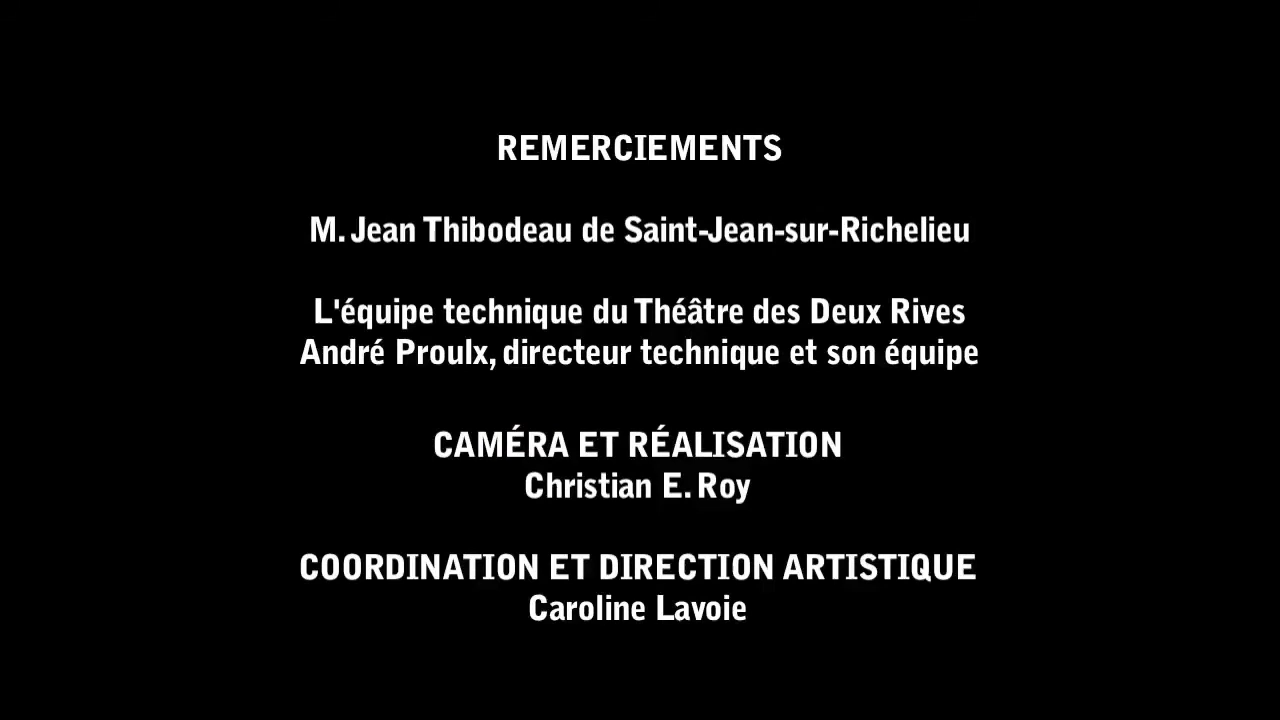 REMERCIEMENTS
M. Jean Thibodeau de Saint-Jean-sur-Richelieu
L'équipe technique du Théâtre des Deux Rives
André Proulx, directeur technique et son équipe
CAMÉRA ET RÉALISATION
Christian E. Roy
COORDINATION ET DIRECTION ARTISTIQUE
Caroline Lavoie